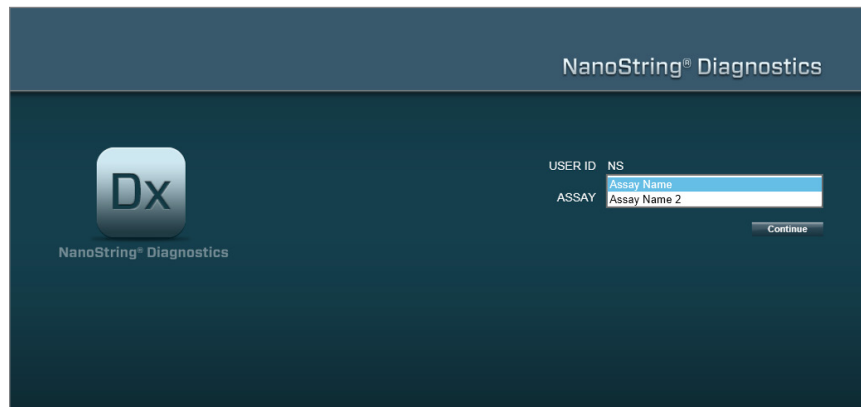 NanoString® Diagnostics
Dx
NanoString® Diagnostics
USER ID NS
ASSAY
Assay Name
Assay Name 2
Continue